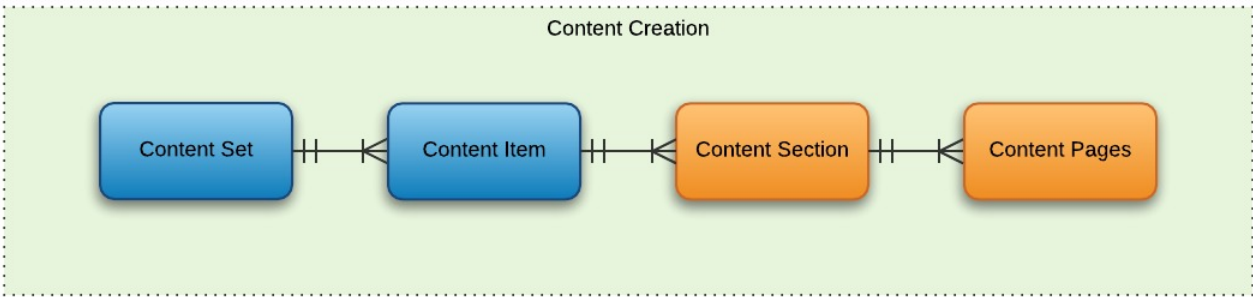 Content Creation
Content Set
Content Item
Content Section
Content Pages